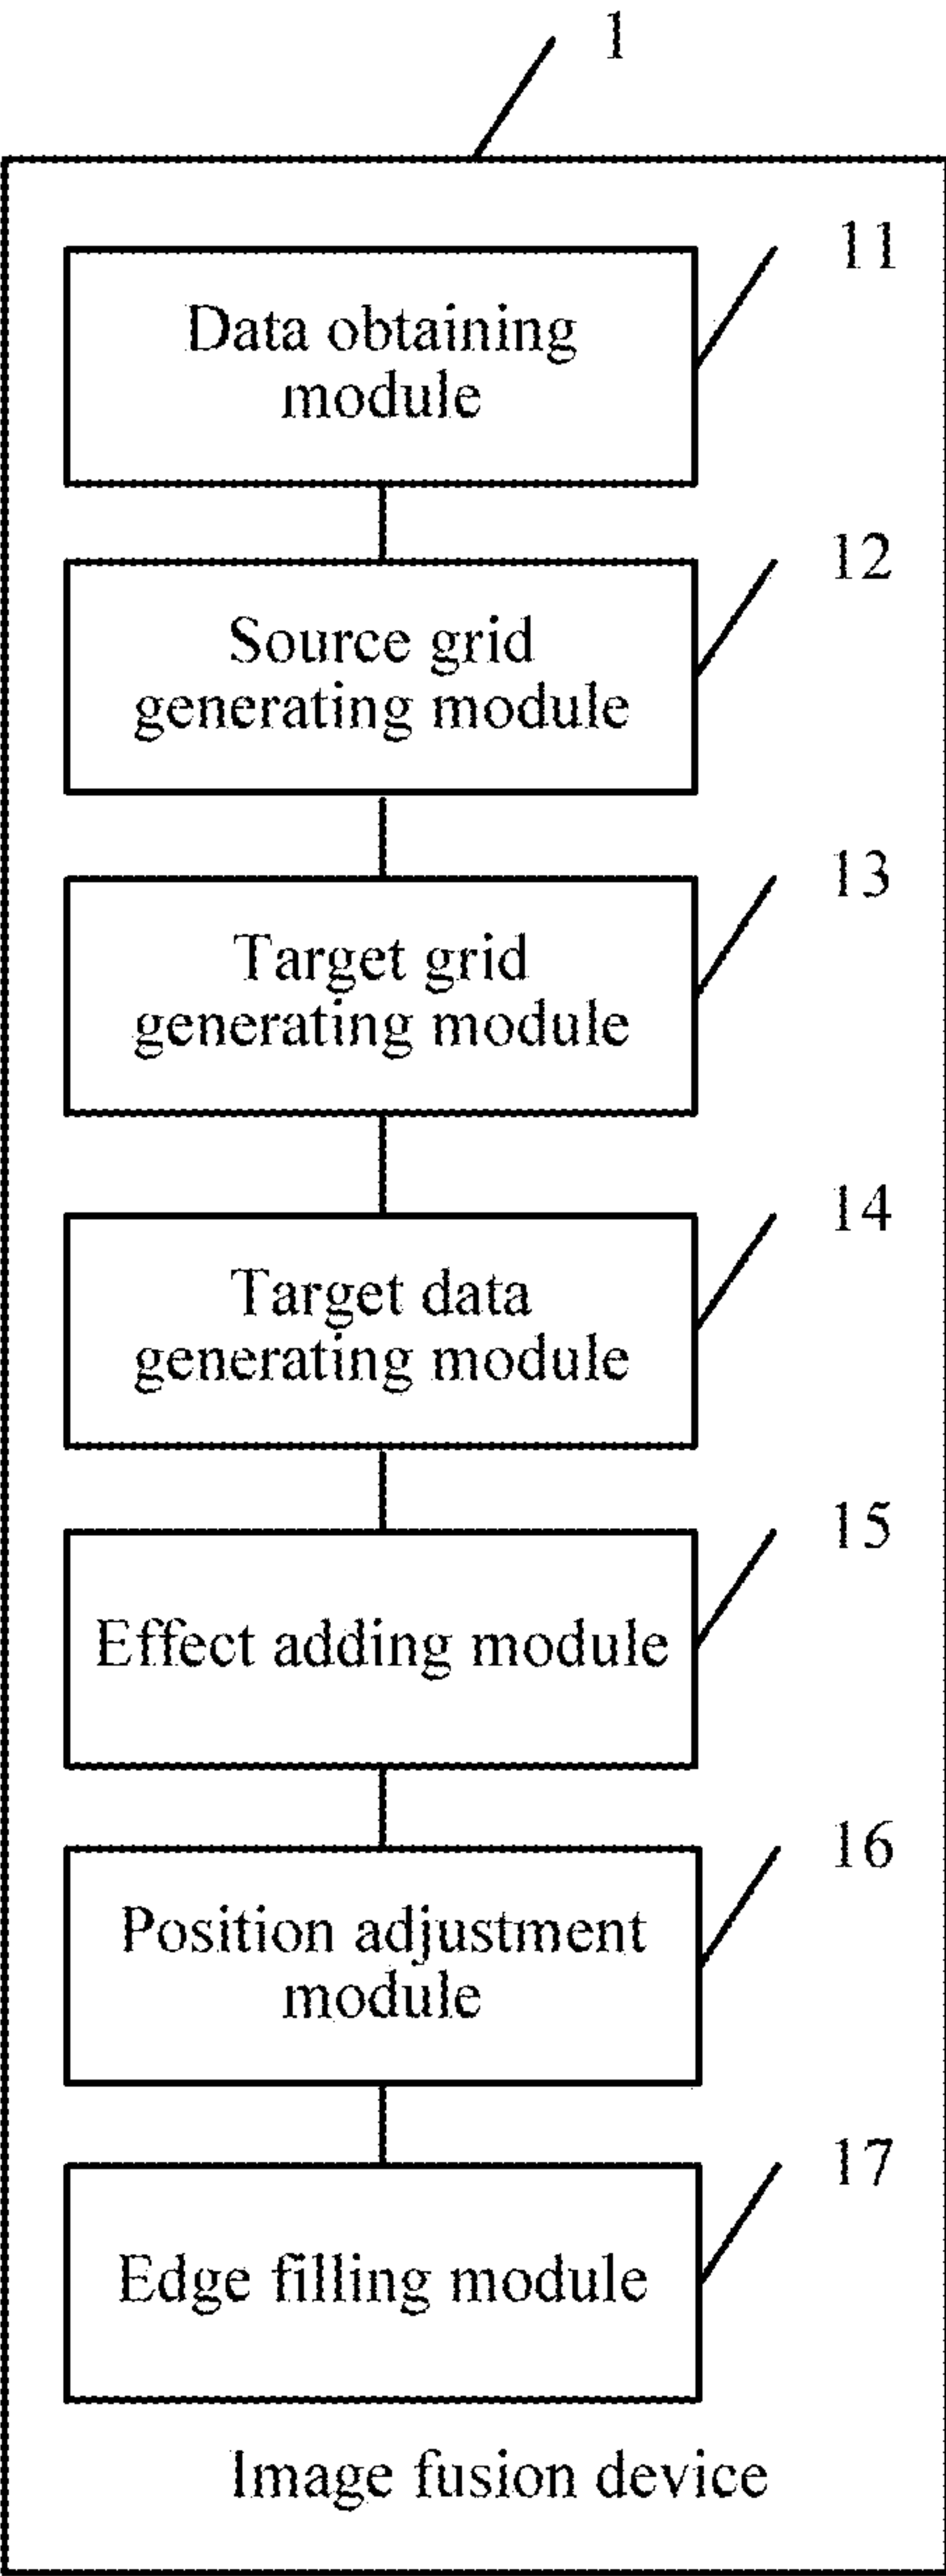 1
11
Data obtaining
module
12
Source grid
generating module
13
Target grid
generating module
14
Target data
generating module
15
Effect adding module
16
Position adjustment
module
17
Edge filling module
Image fusion device